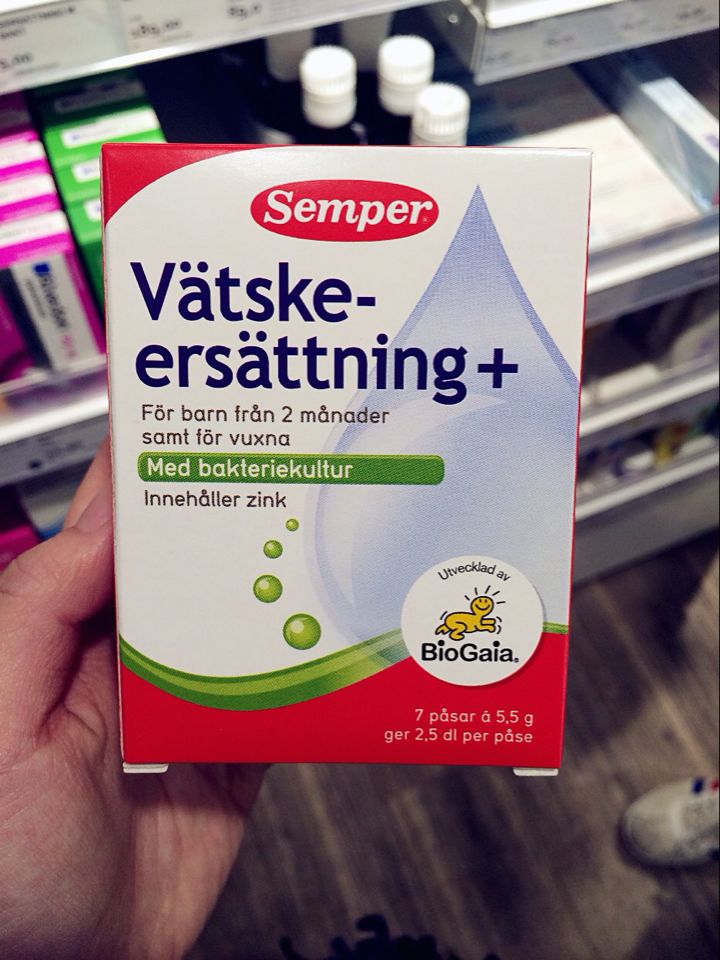 Semper
Vätske-
ersättning+
För barn från 2 månader
samt för vuxna
Med bakteriekultur
Innehåller zink
Utvecklad av
BioGaia
7 påsar á 5,5 g
ger 2,5 dl per påse